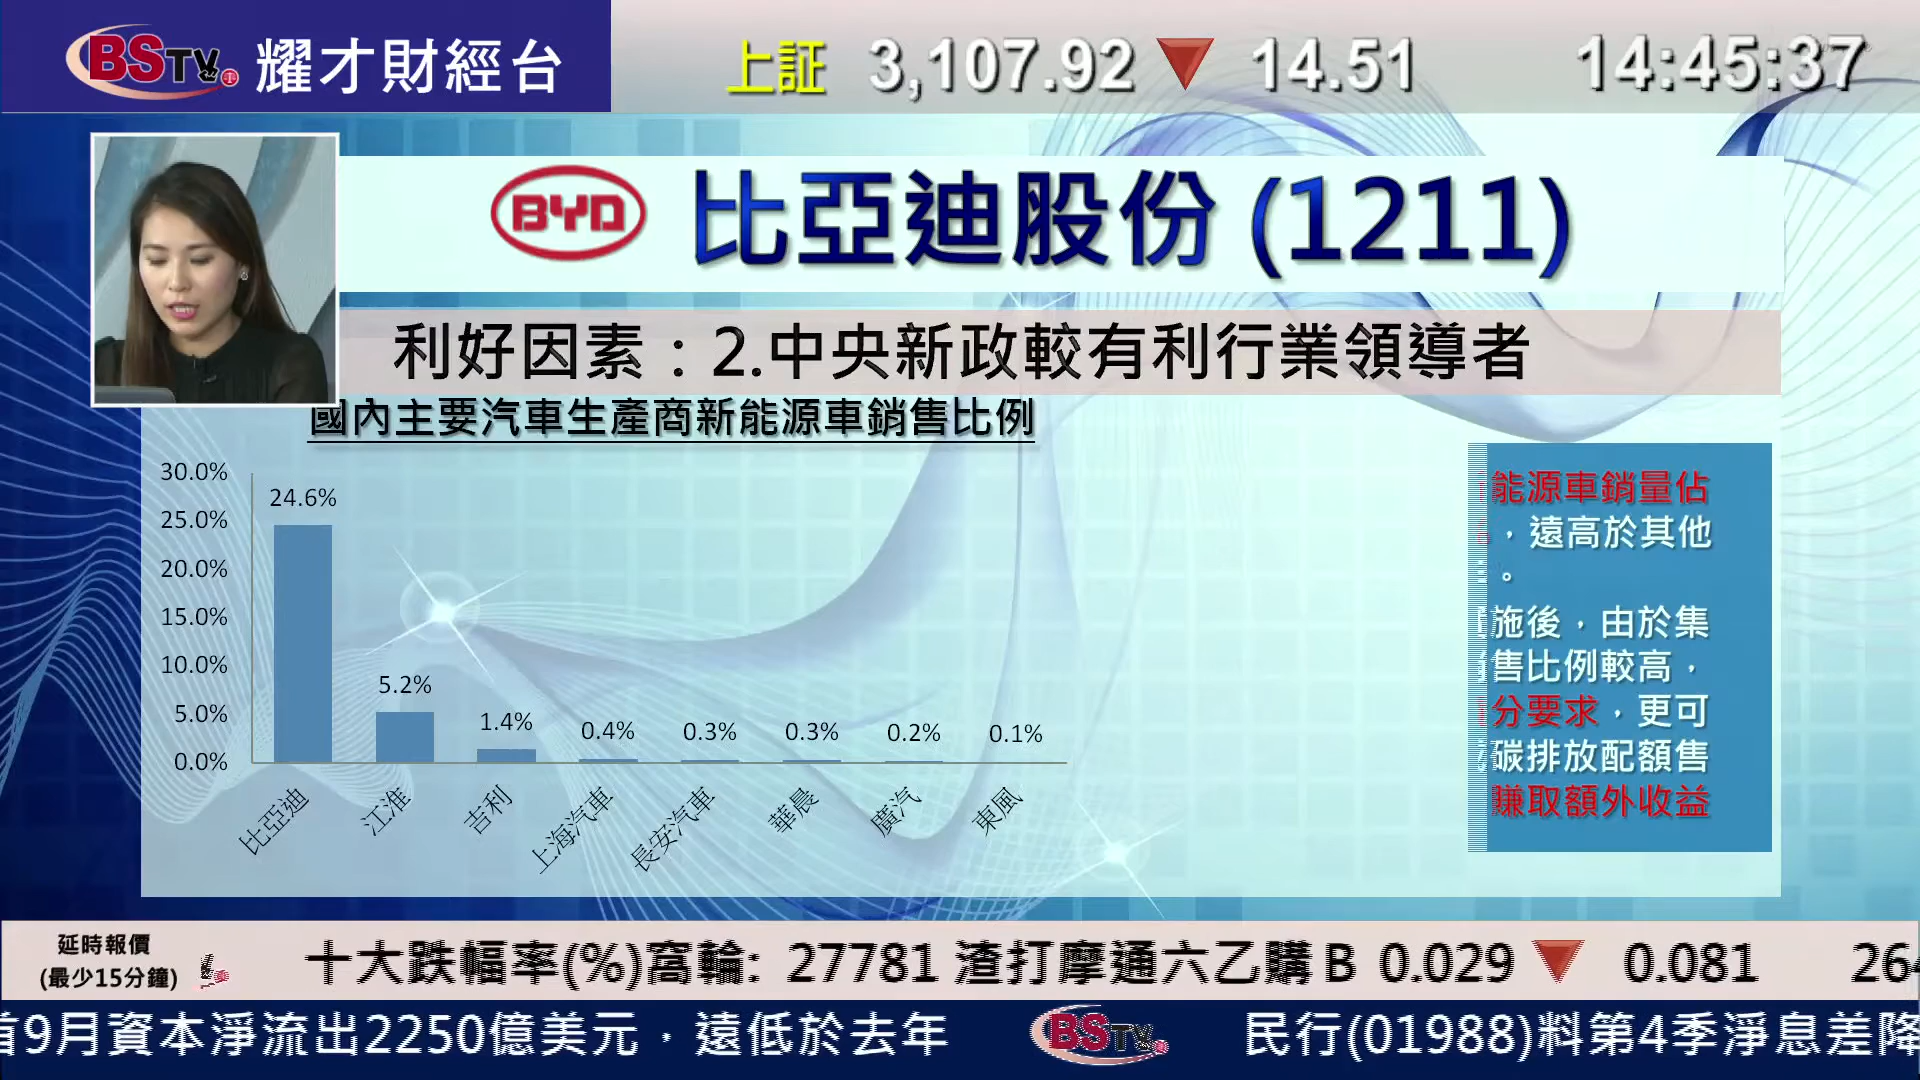 BSTV 耀才財經台
上証 3,107.92 ▼ 14.51 14:45:37
BYD 比亞迪股份 (1211)
利好因素：2.中央新政較有利行業領導者
國內主要汽車生產商新能源車銷售比例
30.0%
25.0%
20.0%
15.0%
10.0%
5.0%
0.0%
24.6%
5.2%
1.4%
0.4%
0.3%
0.3%
0.2%
0.1%
比亞迪
江淮
吉利
上海汽車
長安汽車
華晨
廣汽
東風
能源車銷量佔
，遠高於其他
。
施後，由於集
售比例較高，
分要求，更可
碳排放配額售
賺取額外收益
延時報價
(最少15分鐘)
十大跌幅率(%)窩輪: 27781 渣打摩通六乙購B 0.029 ▼ 0.081 264
首9月資本淨流出2250億美元，遠低於去年 BSTV 民行(01988)料第4季淨息差降